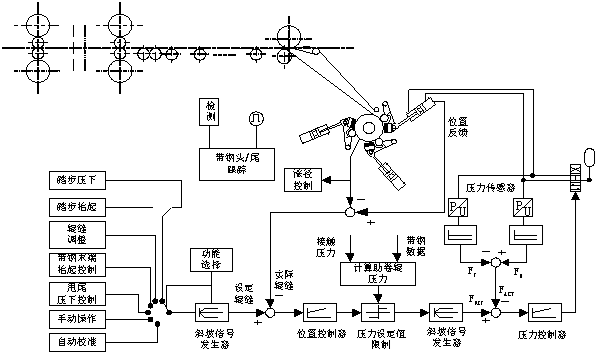 检
测
带钢头/尾
跟踪
位置
反馈
涨径
控制
压力传感器
P
U
P
U
踏步压下
踏步抬起
辊缝
调整
带钢末端
抬起控制
甩尾
压下控制
手动操作
自动校准
功能
选择
斜坡信号
发生器
设定
辊缝
实际
辊缝
接触
压力
带钢
数据
计算助卷辊
压力
位置控制器
压力设定值
限制
斜坡信号
发生器
F REF
F ACT
压力控制器